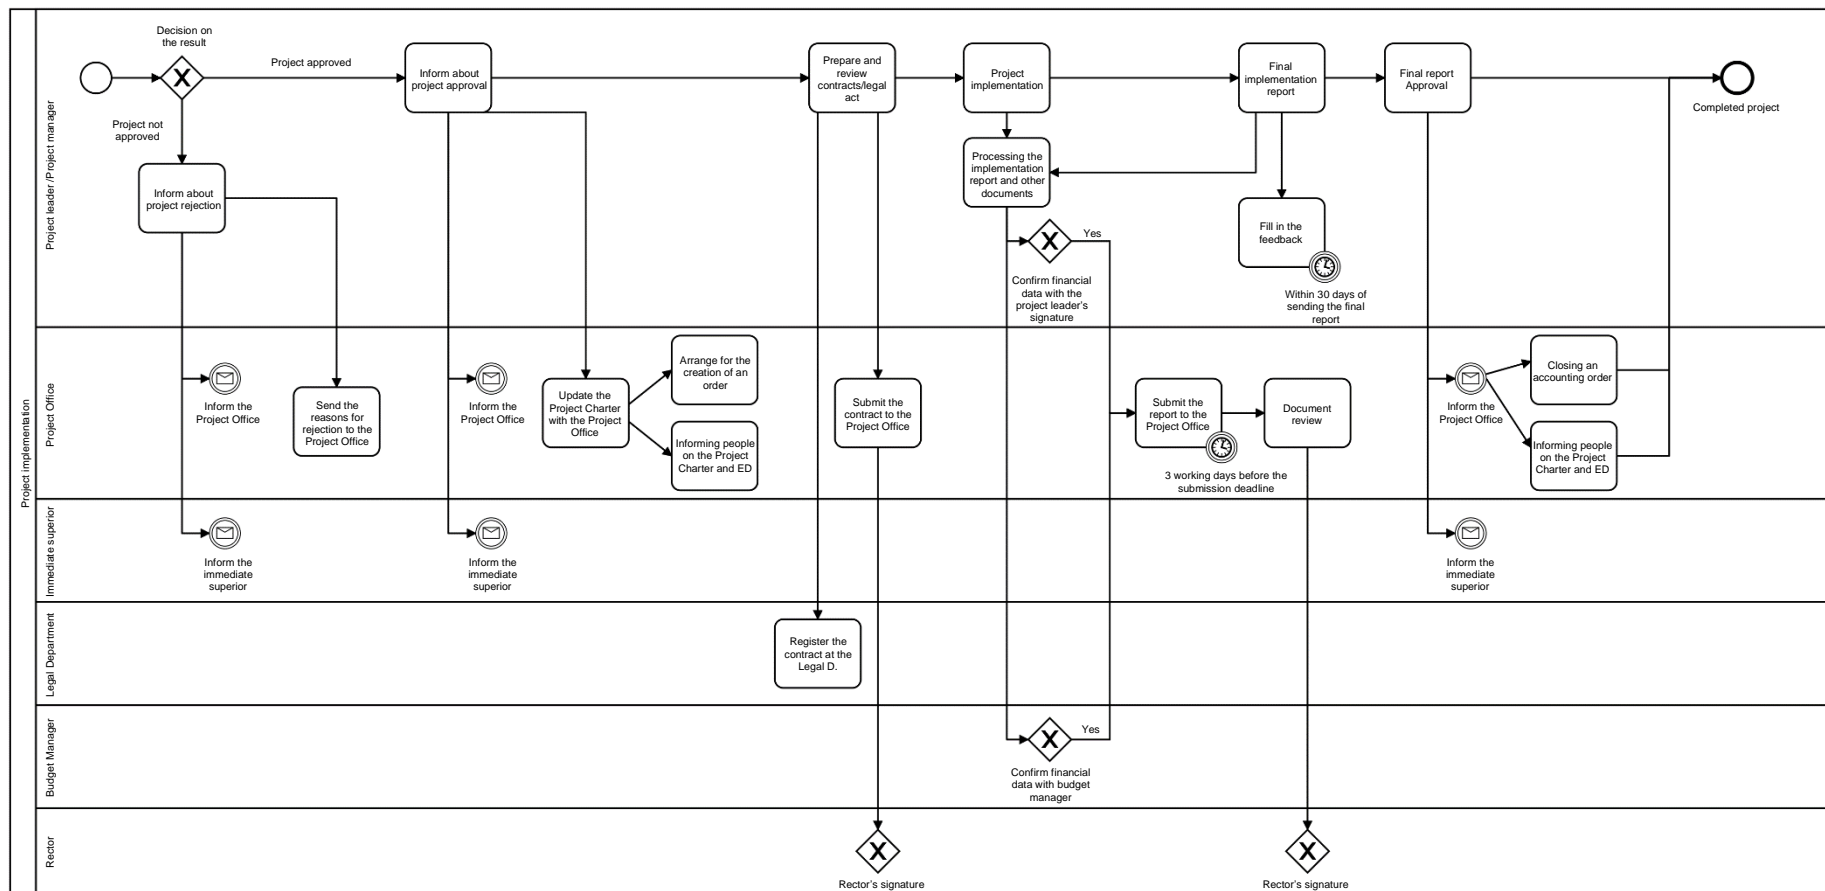 Project implementation
Project leader /Project manager
Decision on
the result
Project approved
Project not
approved
Inform about
project rejection
Inform about
project approval
Prepare and
review
contracts/legal
act
Project
implementation
Processing the
implementation
report and other
documents
Yes
Confirm financial
data with the
project leader's
signature
Final
implementation
report
Fill in the
feedback
Within 30 days of
sending the final
report
Final report
Approval
Completed project
Project Office
Inform the
Project Office
Send the
reasons for
rejection to the
Project Office
Inform the
Project Office
Update the
Project Charter
with the Project
Office
Arrange for the
creation of an
order
Informing people
on the Project
Charter and ED
Submit the
contract to the
Project Office
Submit the
report to the
Project Office
3 working days before the
submission deadline
Document
review
Inform the
Project Office
Closing an
accounting order
Informing people
on the Project
Charter and ED
Immediate superior
Inform the
immediate
superior
Inform the
immediate
superior
Inform the
immediate
superior
Legal Department
Register the
contract at the
Legal D.
Budget Manager
Yes
Confirm financial
data with budget
manager
Rector
Rector's signature
Rector's signature